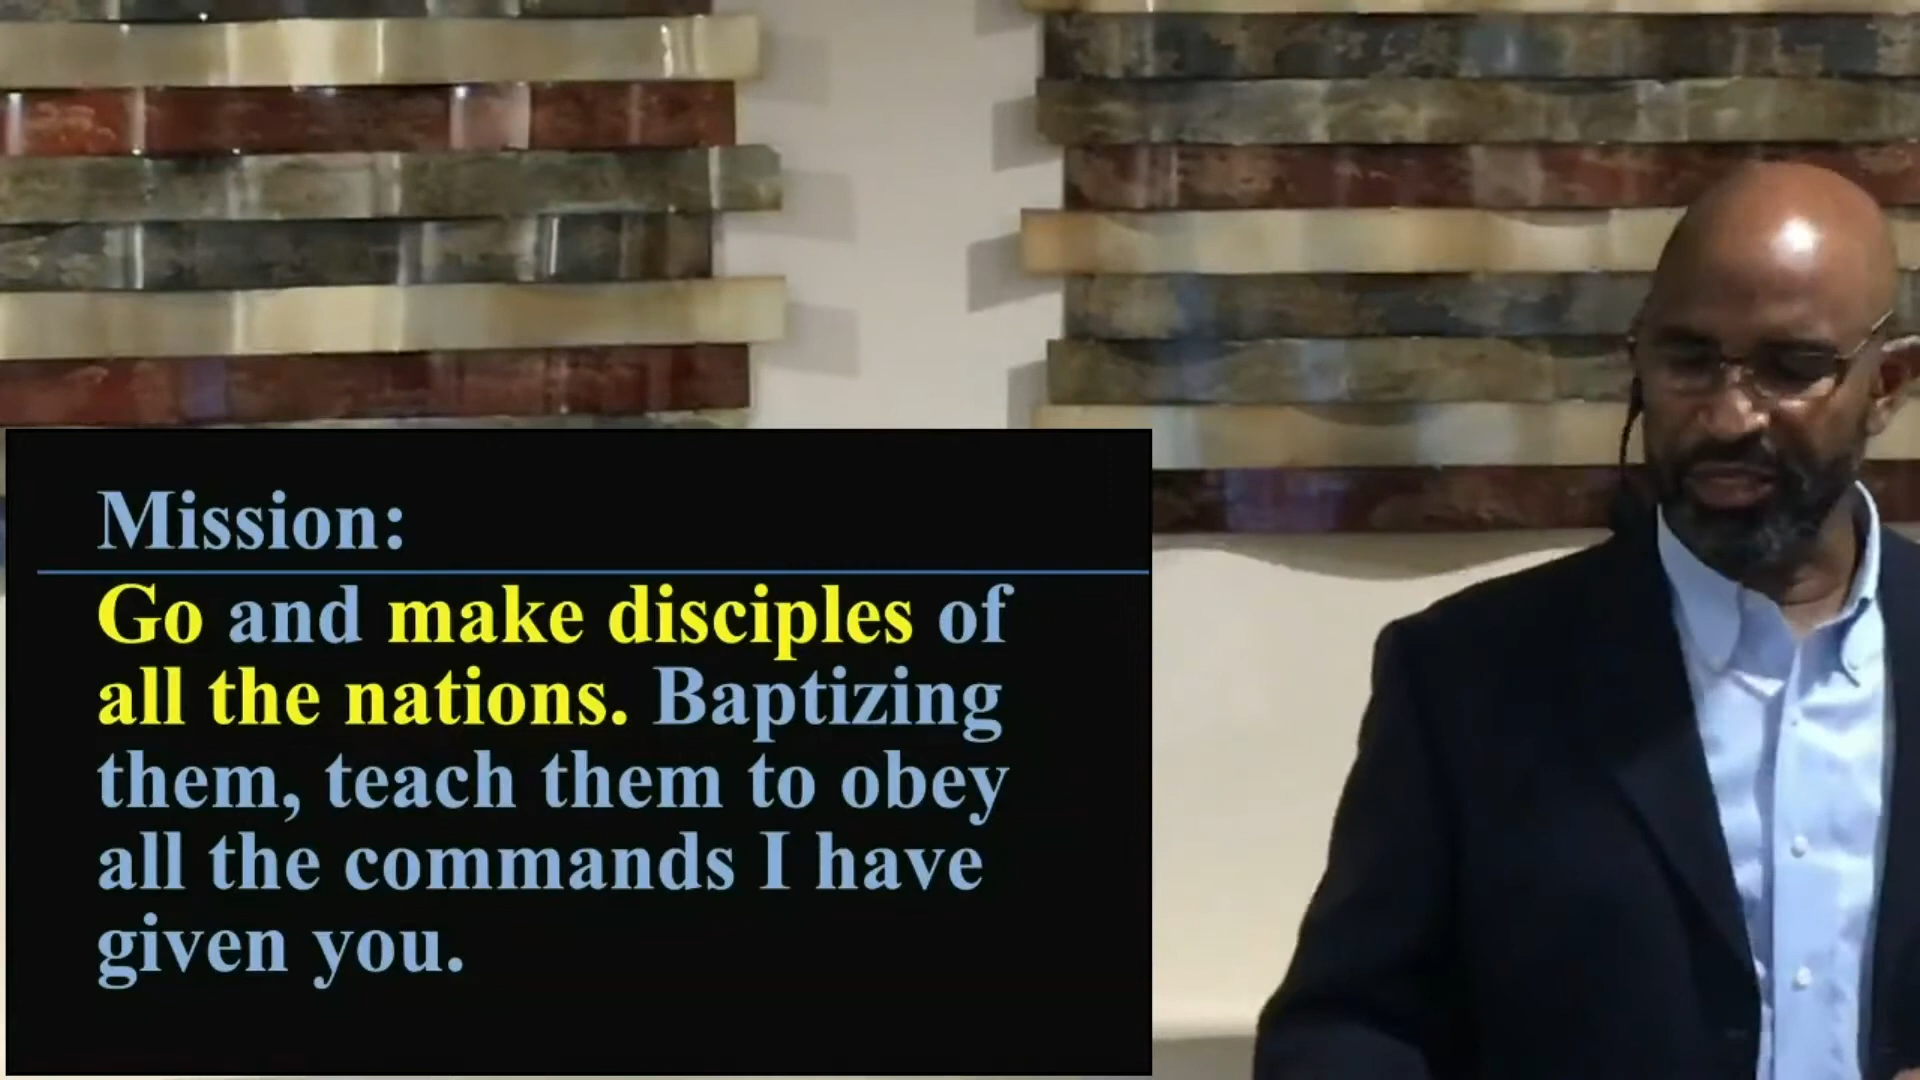 Mission:
Go and make disciples of
all the nations. Baptizing
them, teach them to obey
all the commands I have
given you.